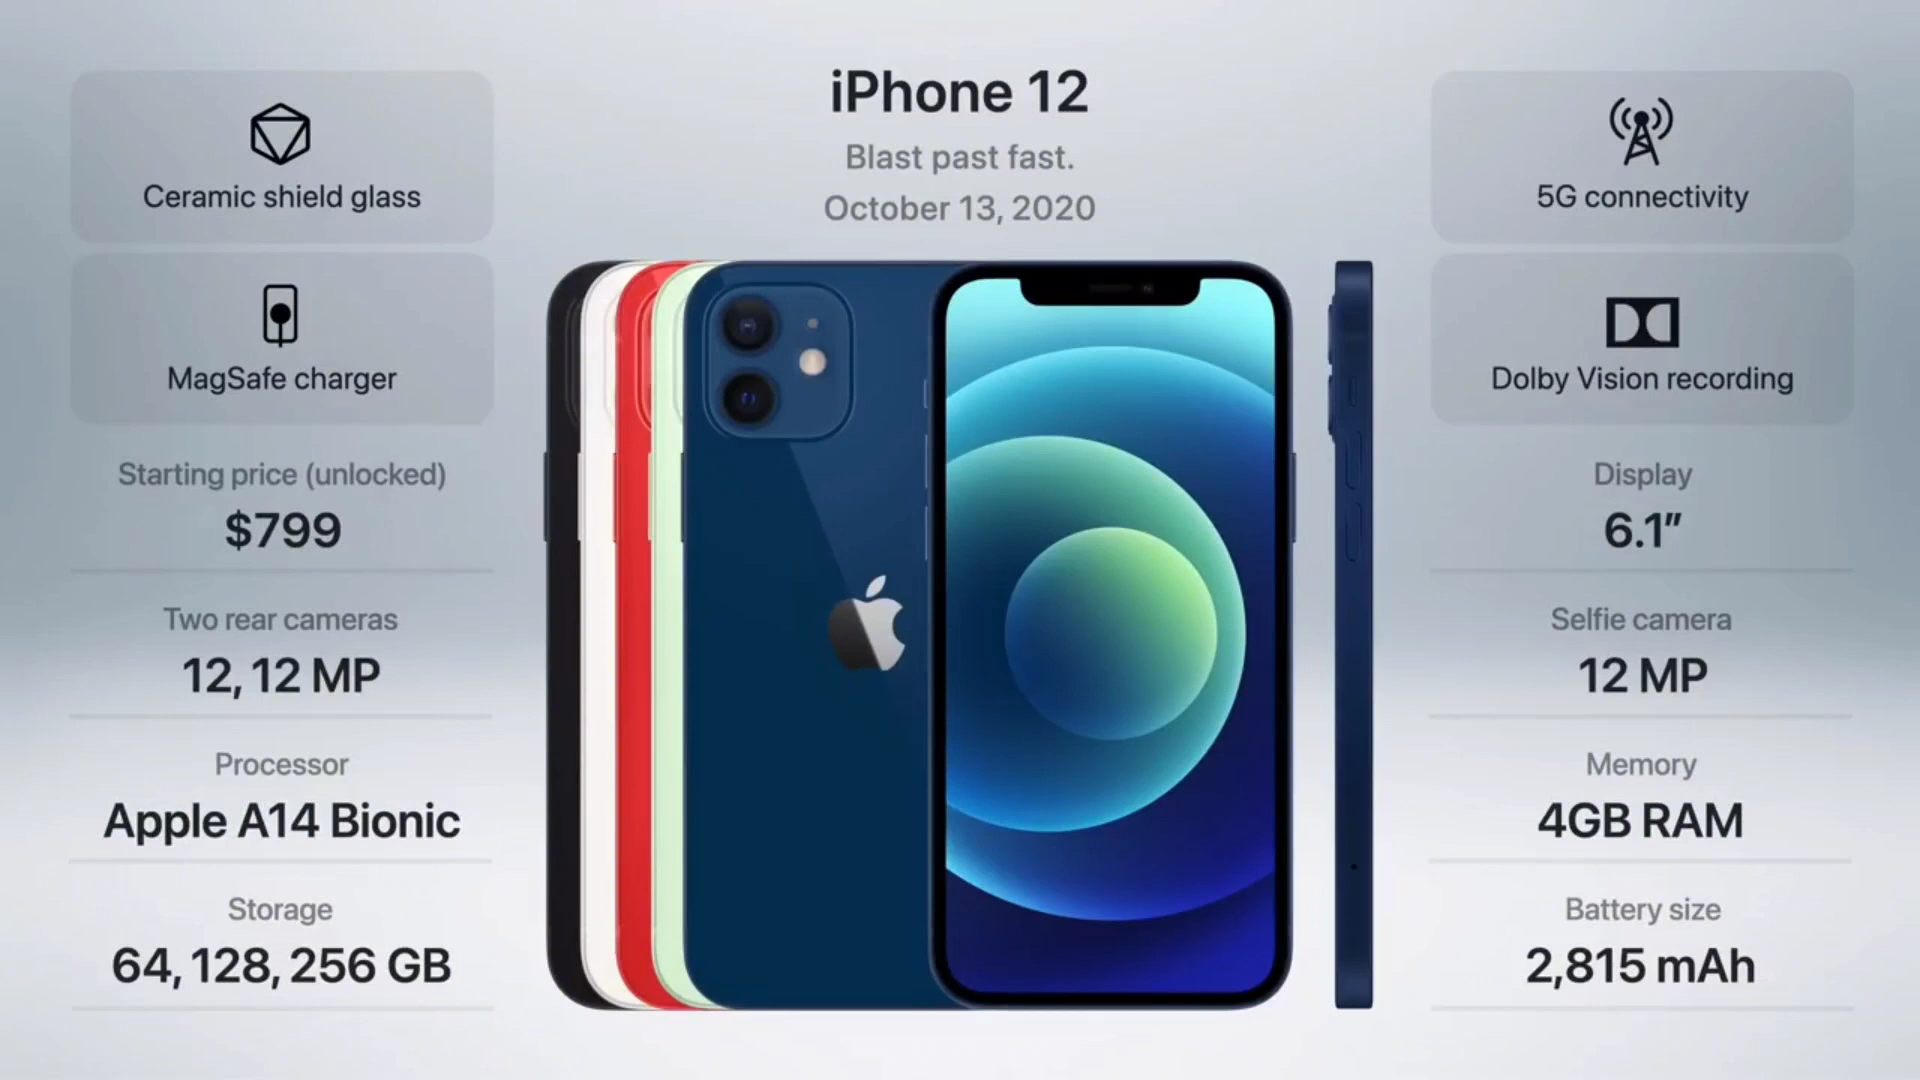 iPhone 12
Blast past fast.
October 13, 2020
Ceramic shield glass
MagSafe charger
Starting price (unlocked)
$799
Two rear cameras
12, 12 MP
Processor
Apple A14 Bionic
Storage
64, 128, 256 GB
5G connectivity
Dolby Vision recording
Display
6.1”
Selfie camera
12 MP
Memory
4GB RAM
Battery size
2,815 mAh